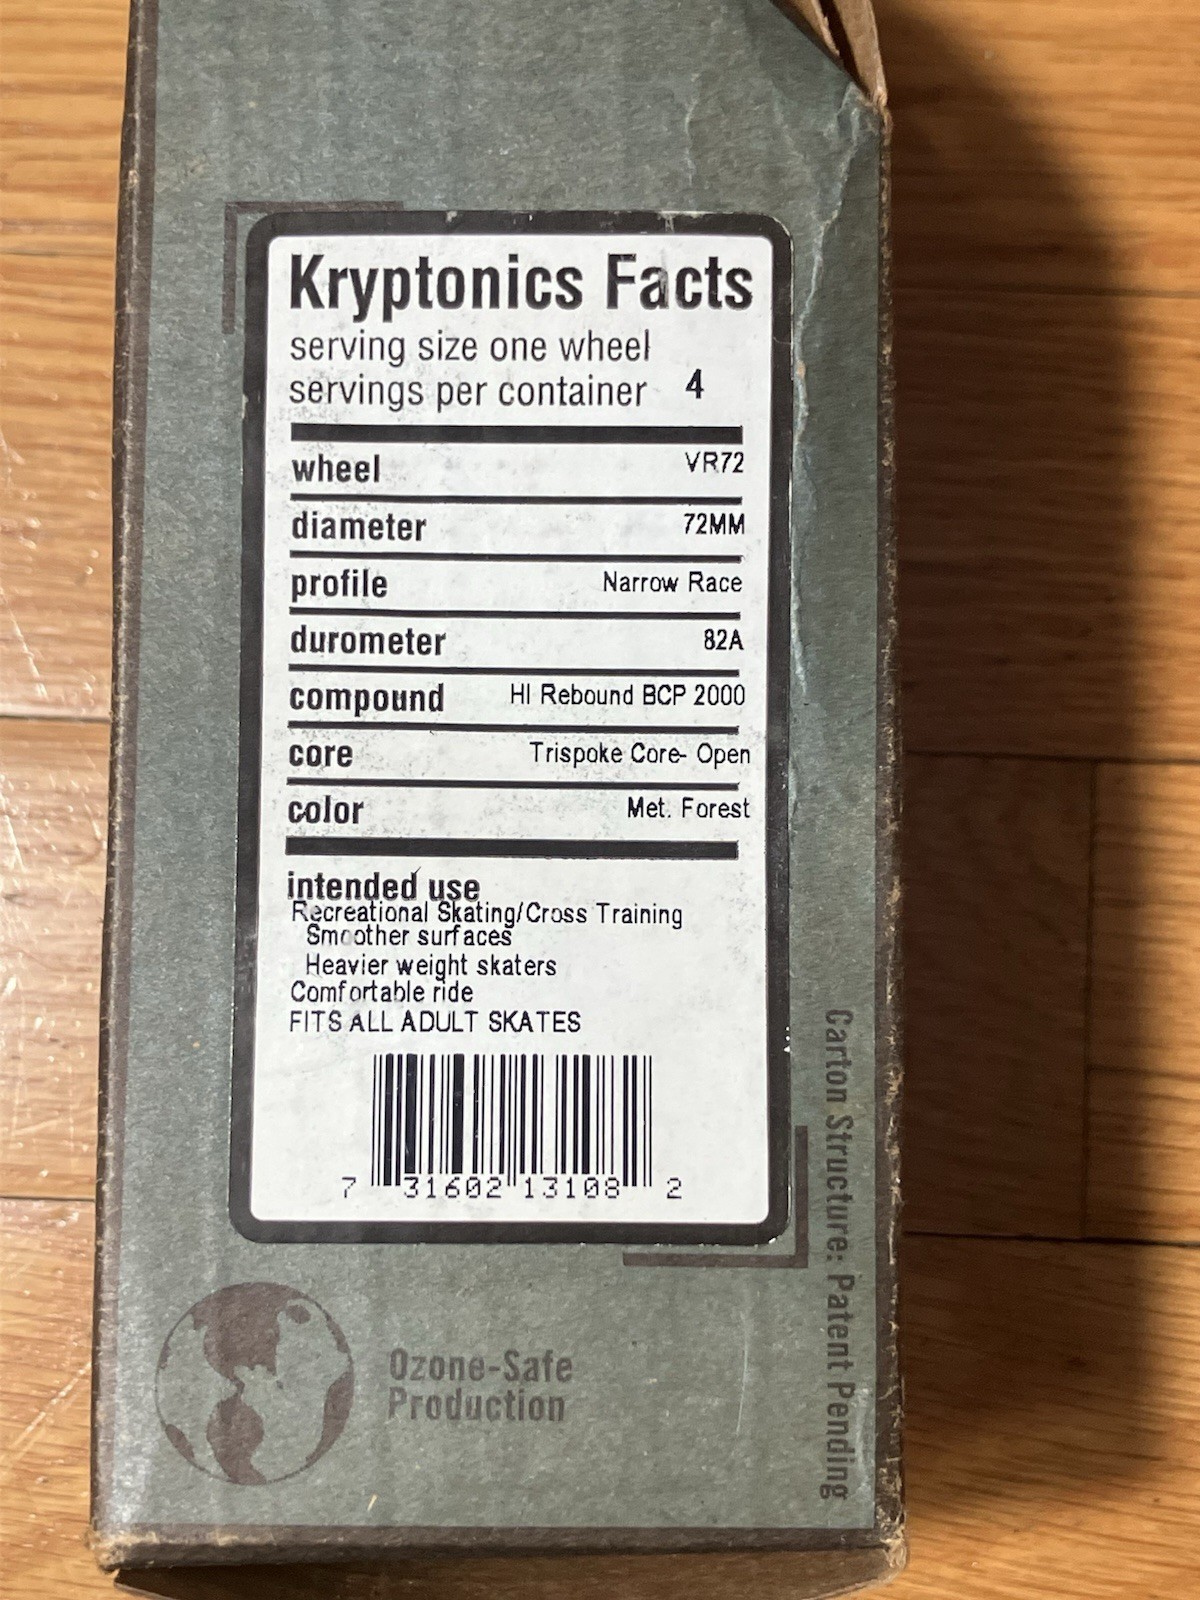 Kryptonics Facts
serving size one wheel
servings per container 4
wheel VR72
diameter 72MM
profile Narrow Race
durometer 82A
compound HI Rebound BCP 2000
core Trispoke Core- Open
color Met. Forest
intended use
Recreational Skating/Cross Training
Smoother surfaces
Heavier weight skaters
Comfortable ride
FITS ALL ADULT SKATES
7 31602 13108 2
Carton Structure: Patent Pending
Ozone-Safe
Production